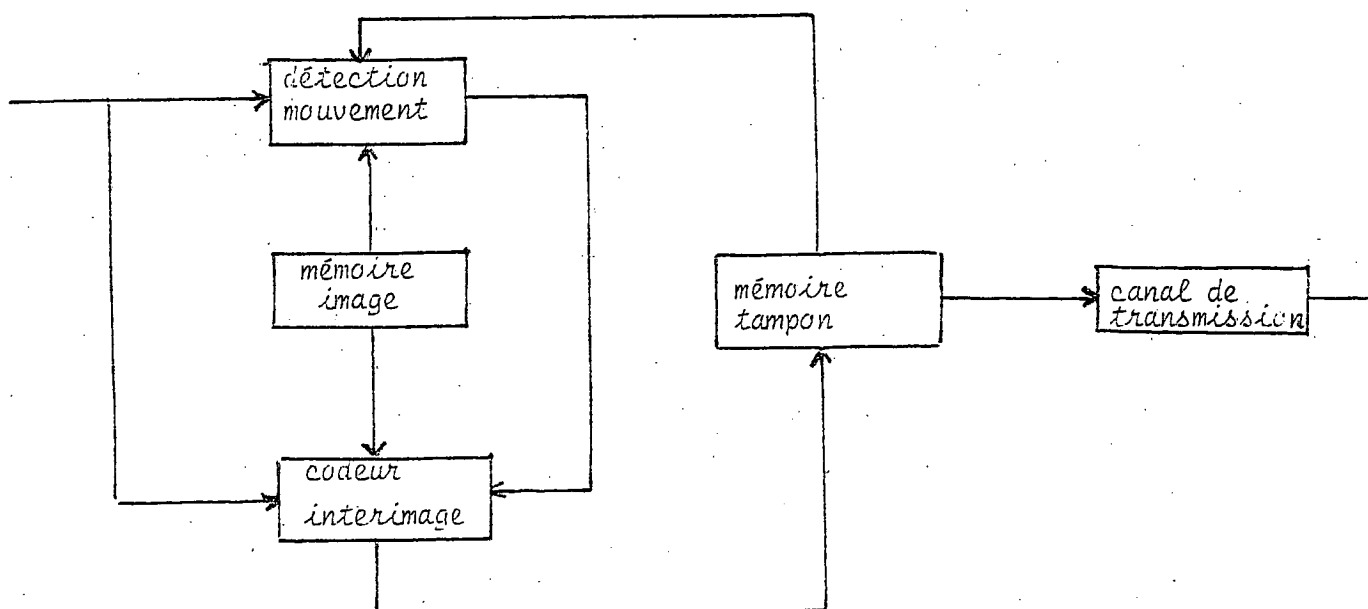 détection
mouvement
mémoire
image
mémoire
tampon
canal de
transmission
codeur
interimage